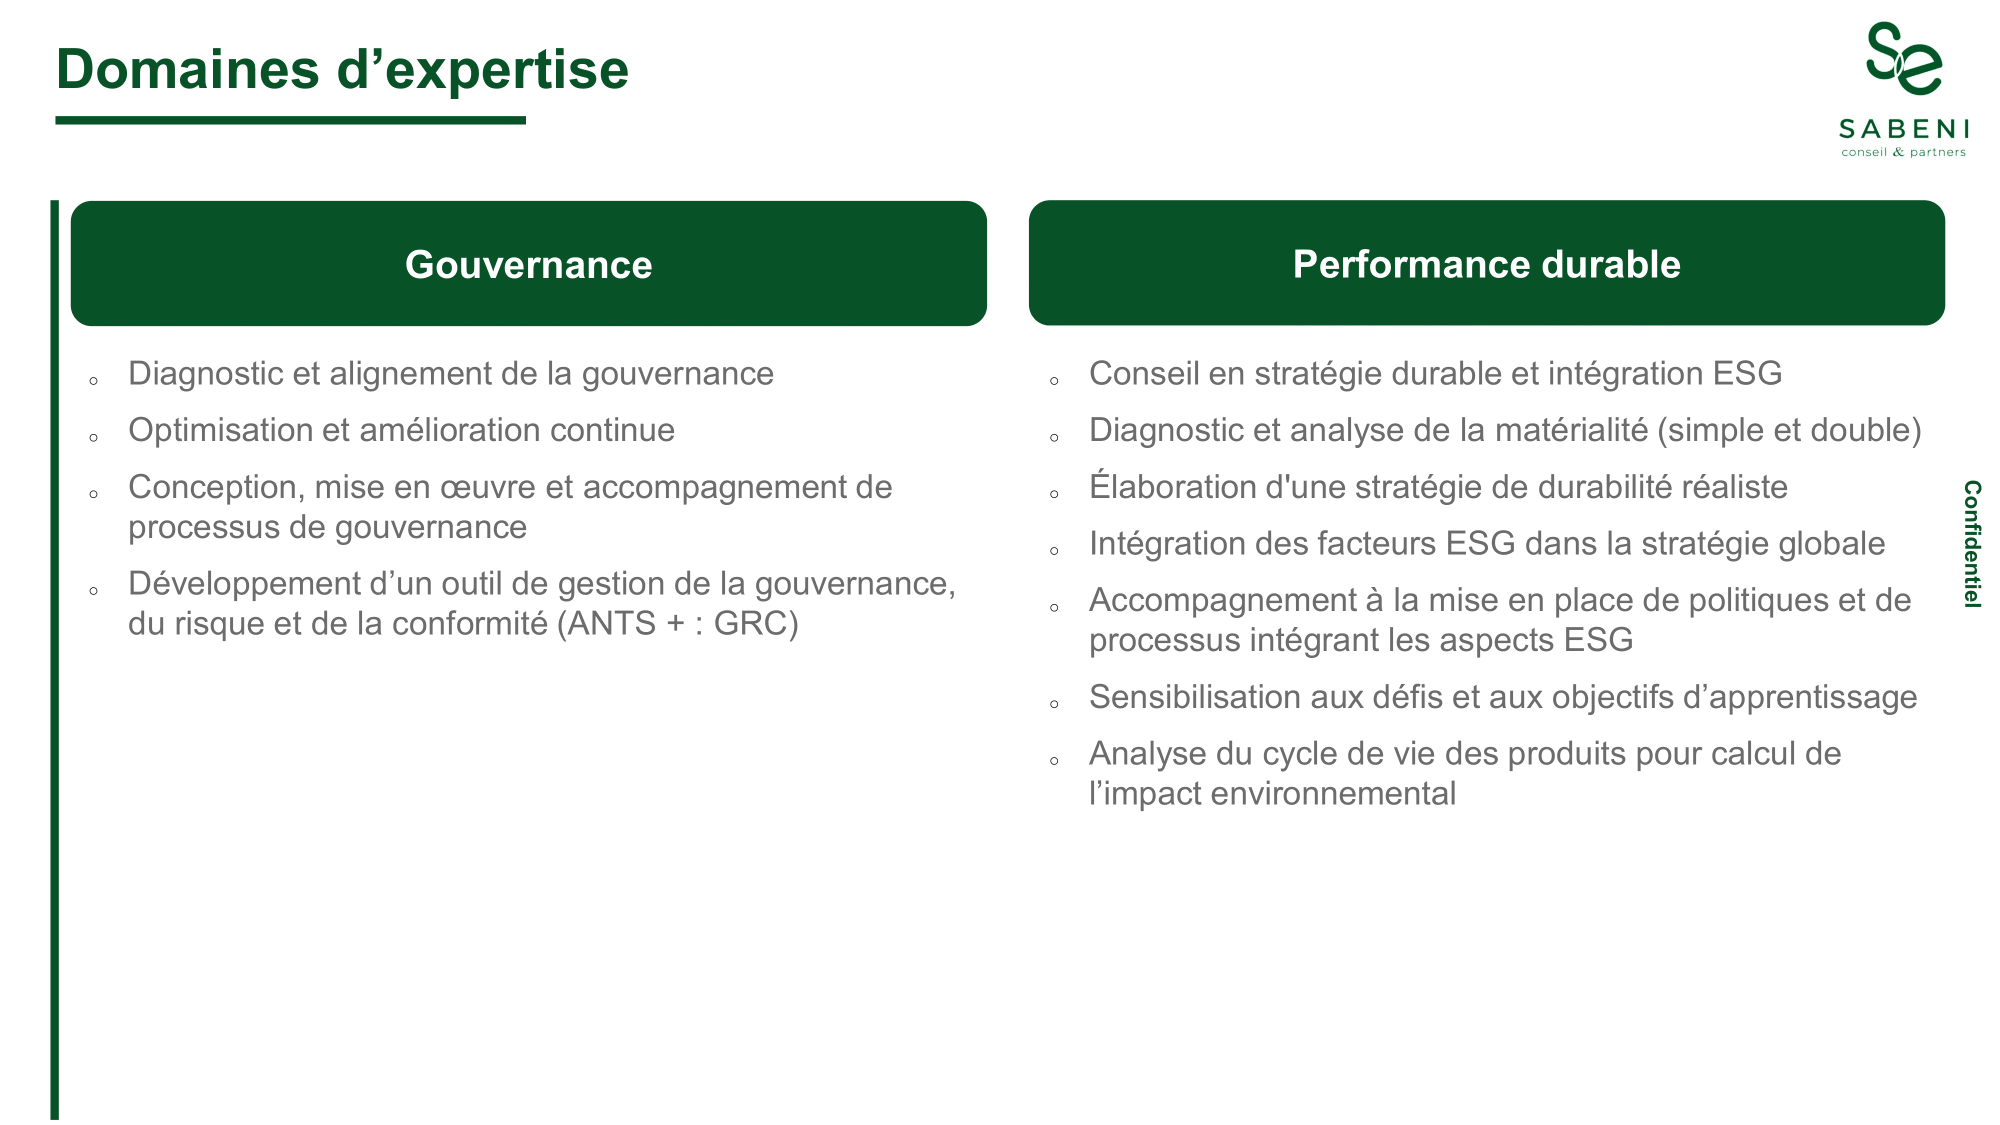 Domaines d’expertise
Se
SABENI
conseil & partners
Gouvernance
Diagnostic et alignement de la gouvernance
Optimisation et amélioration continue
Conception, mise en œuvre et accompagnement de
processus de gouvernance
Développement d’un outil de gestion de la gouvernance,
du risque et de la conformité (ANTS + : GRC)
Performance durable
Conseil en stratégie durable et intégration ESG
Diagnostic et analyse de la matérialité (simple et double)
Élaboration d'une stratégie de durabilité réaliste
Intégration des facteurs ESG dans la stratégie globale
Accompagnement à la mise en place de politiques et de
processus intégrant les aspects ESG
Sensibilisation aux défis et aux objectifs d’apprentissage
Analyse du cycle de vie des produits pour calcul de
l’impact environnemental
Confidentiel